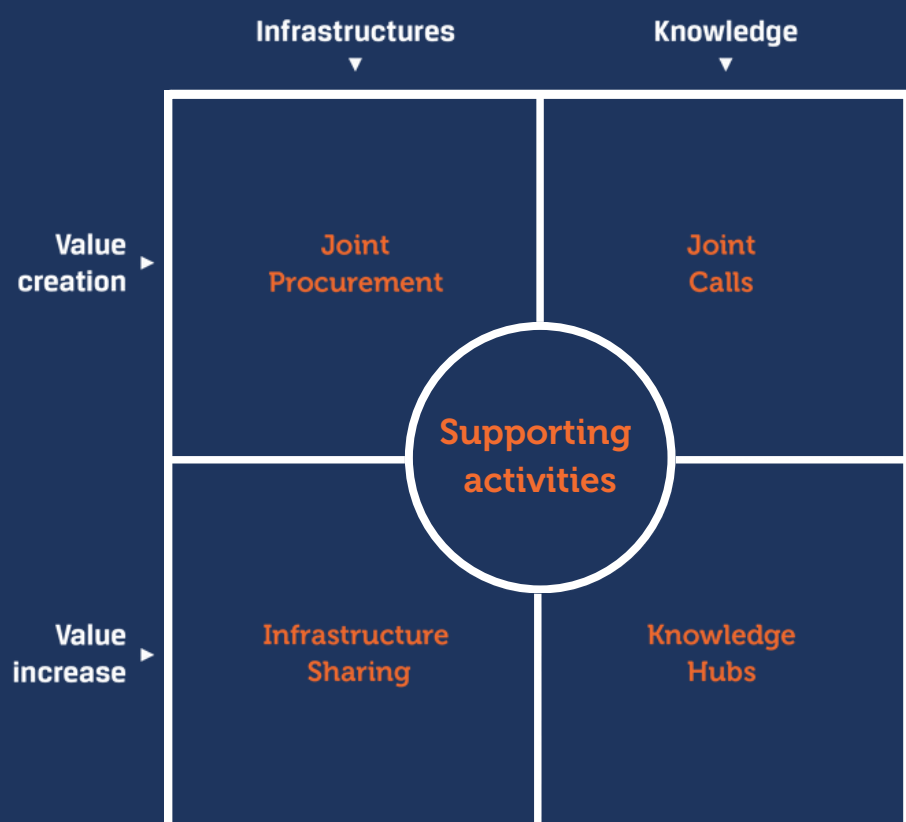 Infrastructures
Knowledge
Value
creation
Joint
Procurement
Joint
Calls
Supporting
activities
Value
increase
Infrastructure
Sharing
Knowledge
Hubs